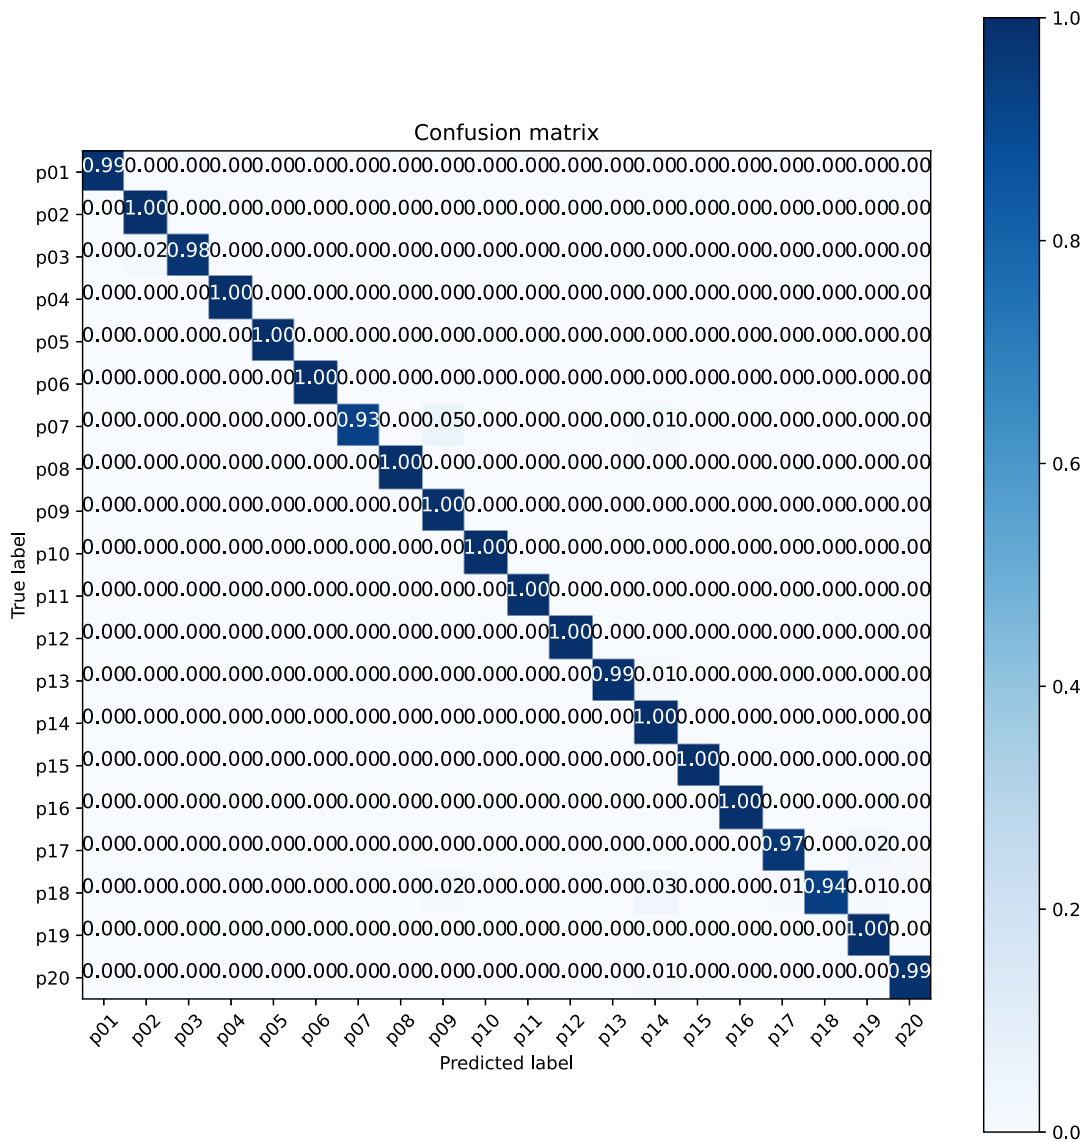 Confusion matrix
1.0
p01 0.99 0.00 0.00 0.00 0.00 0.00 0.00 0.00 0.00 0.00 0.00 0.00 0.00 0.00 0.00 0.00 0.00 0.00 0.00 0.00
p02 0.00 1.00 0.00 0.00 0.00 0.00 0.00 0.00 0.00 0.00 0.00 0.00 0.00 0.00 0.00 0.00 0.00 0.00 0.00 0.00
0.8
p03 0.00 0.02 0.98 0.00 0.00 0.00 0.00 0.00 0.00 0.00 0.00 0.00 0.00 0.00 0.00 0.00 0.00 0.00 0.00 0.00
p04 0.00 0.00 0.00 1.00 0.00 0.00 0.00 0.00 0.00 0.00 0.00 0.00 0.00 0.00 0.00 0.00 0.00 0.00 0.00 0.00
p05 0.00 0.00 0.00 0.00 1.00 0.00 0.00 0.00 0.00 0.00 0.00 0.00 0.00 0.00 0.00 0.00 0.00 0.00 0.00 0.00
p06 0.00 0.00 0.00 0.00 0.00 1.00 0.00 0.00 0.00 0.00 0.00 0.00 0.00 0.00 0.00 0.00 0.00 0.00 0.00 0.00
p07 0.00 0.00 0.00 0.00 0.00 0.00 0.93 0.00 0.05 0.00 0.00 0.00 0.00 0.01 0.00 0.00 0.00 0.00 0.00 0.00
p08 0.00 0.00 0.00 0.00 0.00 0.00 0.00 1.00 0.00 0.00 0.00 0.00 0.00 0.00 0.00 0.00 0.00 0.00 0.00 0.00
0.6
p09 0.00 0.00 0.00 0.00 0.00 0.00 0.00 0.00 1.00 0.00 0.00 0.00 0.00 0.00 0.00 0.00 0.00 0.00 0.00 0.00
p10 0.00 0.00 0.00 0.00 0.00 0.00 0.00 0.00 0.00 1.00 0.00 0.00 0.00 0.00 0.00 0.00 0.00 0.00 0.00 0.00
p11 0.00 0.00 0.00 0.00 0.00 0.00 0.00 0.00 0.00 0.00 1.00 0.00 0.00 0.00 0.00 0.00 0.00 0.00 0.00 0.00
True label
p12 0.00 0.00 0.00 0.00 0.00 0.00 0.00 0.00 0.00 0.00 0.00 1.00 0.00 0.00 0.00 0.00 0.00 0.00 0.00 0.00
p13 0.00 0.00 0.00 0.00 0.00 0.00 0.00 0.00 0.00 0.00 0.00 0.00 0.99 0.01 0.00 0.00 0.00 0.00 0.00 0.00
0.4
p14 0.00 0.00 0.00 0.00 0.00 0.00 0.00 0.00 0.00 0.00 0.00 0.00 0.00 1.00 0.00 0.00 0.00 0.00 0.00 0.00
p15 0.00 0.00 0.00 0.00 0.00 0.00 0.00 0.00 0.00 0.00 0.00 0.00 0.00 0.00 1.00 0.00 0.00 0.00 0.00 0.00
p16 0.00 0.00 0.00 0.00 0.00 0.00 0.00 0.00 0.00 0.00 0.00 0.00 0.00 0.00 0.00 1.00 0.00 0.00 0.00 0.00
p17 0.00 0.00 0.00 0.00 0.00 0.00 0.00 0.00 0.00 0.00 0.00 0.00 0.00 0.00 0.00 0.00 0.97 0.00 0.02 0.00
p18 0.00 0.00 0.00 0.00 0.00 0.00 0.00 0.00 0.02 0.00 0.00 0.00 0.00 0.03 0.00 0.00 0.01 0.94 0.01 0.00
0.2
p19 0.00 0.00 0.00 0.00 0.00 0.00 0.00 0.00 0.00 0.00 0.00 0.00 0.00 0.00 0.00 0.00 0.00 0.00 1.00 0.00
p20 0.00 0.00 0.00 0.00 0.00 0.00 0.00 0.00 0.00 0.00 0.00 0.00 0.00 0.01 0.00 0.00 0.00 0.00 0.00 0.99
p01 p02 p03 p04 p05 p06 p07 p08 p09 p10 p11 p12 p13 p14 p15 p16 p17 p18 p19 p20
Predicted label
0.0